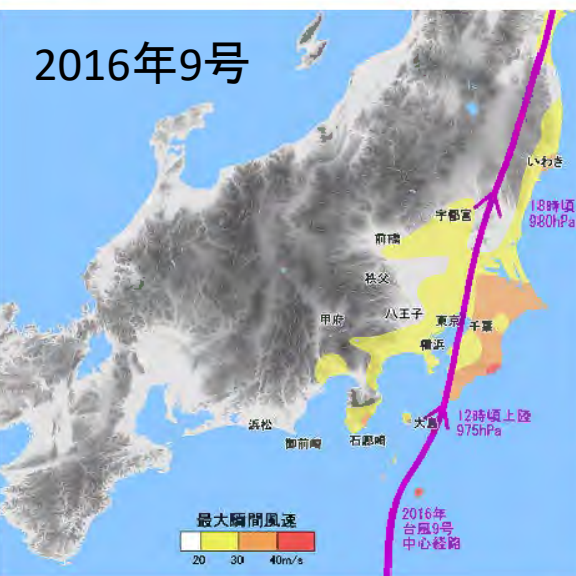 2016年9号
いわき
18時頃
980hPa
宇都宮
前橋
秩父
八王子
東京
千葉
甲府
横浜
大島
12時頃上陸
975hPa
浜松
御前崎
石廊崎
最大瞬間風速
20 30 40m/s
2016年
台風9号
中心経路